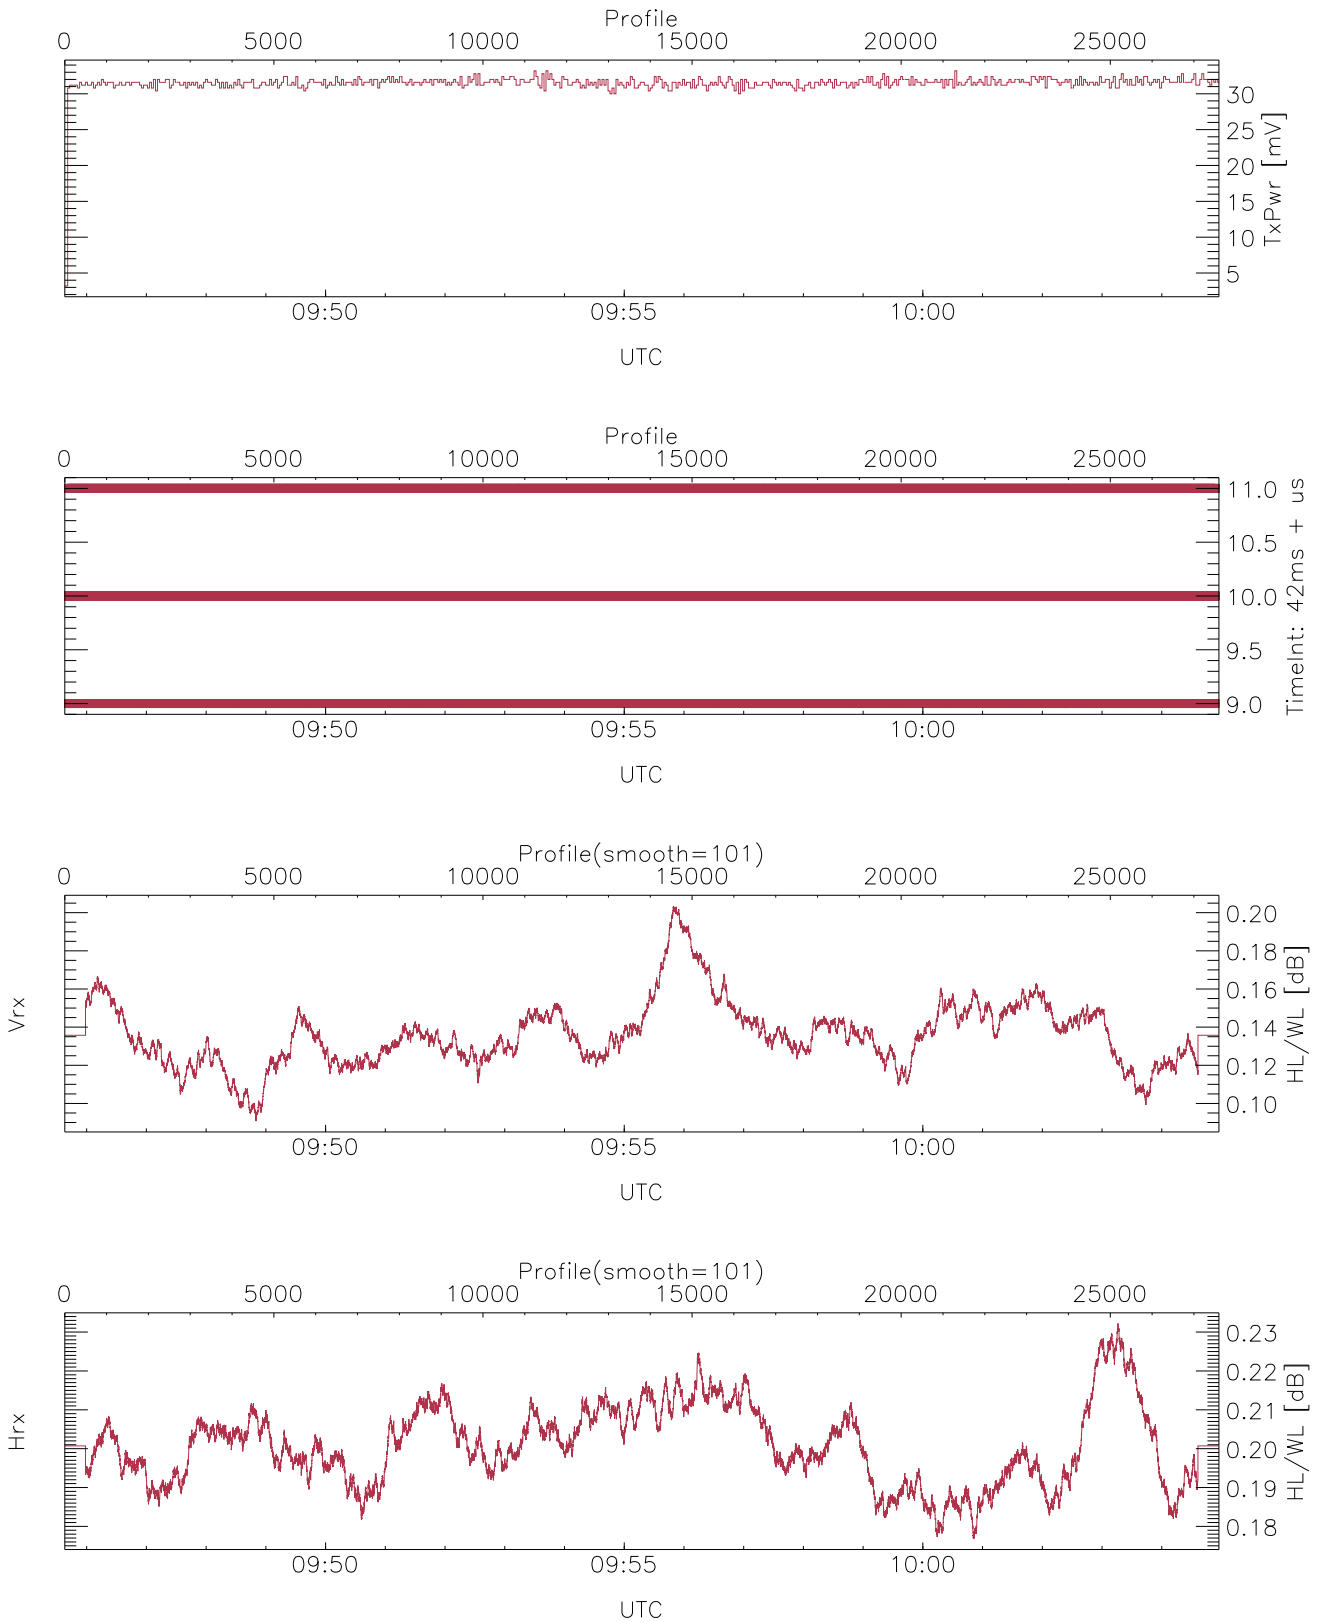 Profile
0 5000 10000 15000 20000 25000
30
25
20
15
10
5
TxPwr [mV]
09:50 09:55 10:00
UTC
Profile
0 5000 10000 15000 20000 25000
11.0
10.5
10.0
9.5
9.0
TimeInt: 42ms + us
09:50 09:55 10:00
UTC
Profile(smooth=101)
0 5000 10000 15000 20000 25000
Vrx
0.20
0.18
0.16
0.14
0.12
0.10
HL/WL [dB]
09:50 09:55 10:00
UTC
Profile(smooth=101)
0 5000 10000 15000 20000 25000
Hrx
0.23
0.22
0.21
0.20
0.19
0.18
HL/WL [dB]
09:50 09:55 10:00
UTC